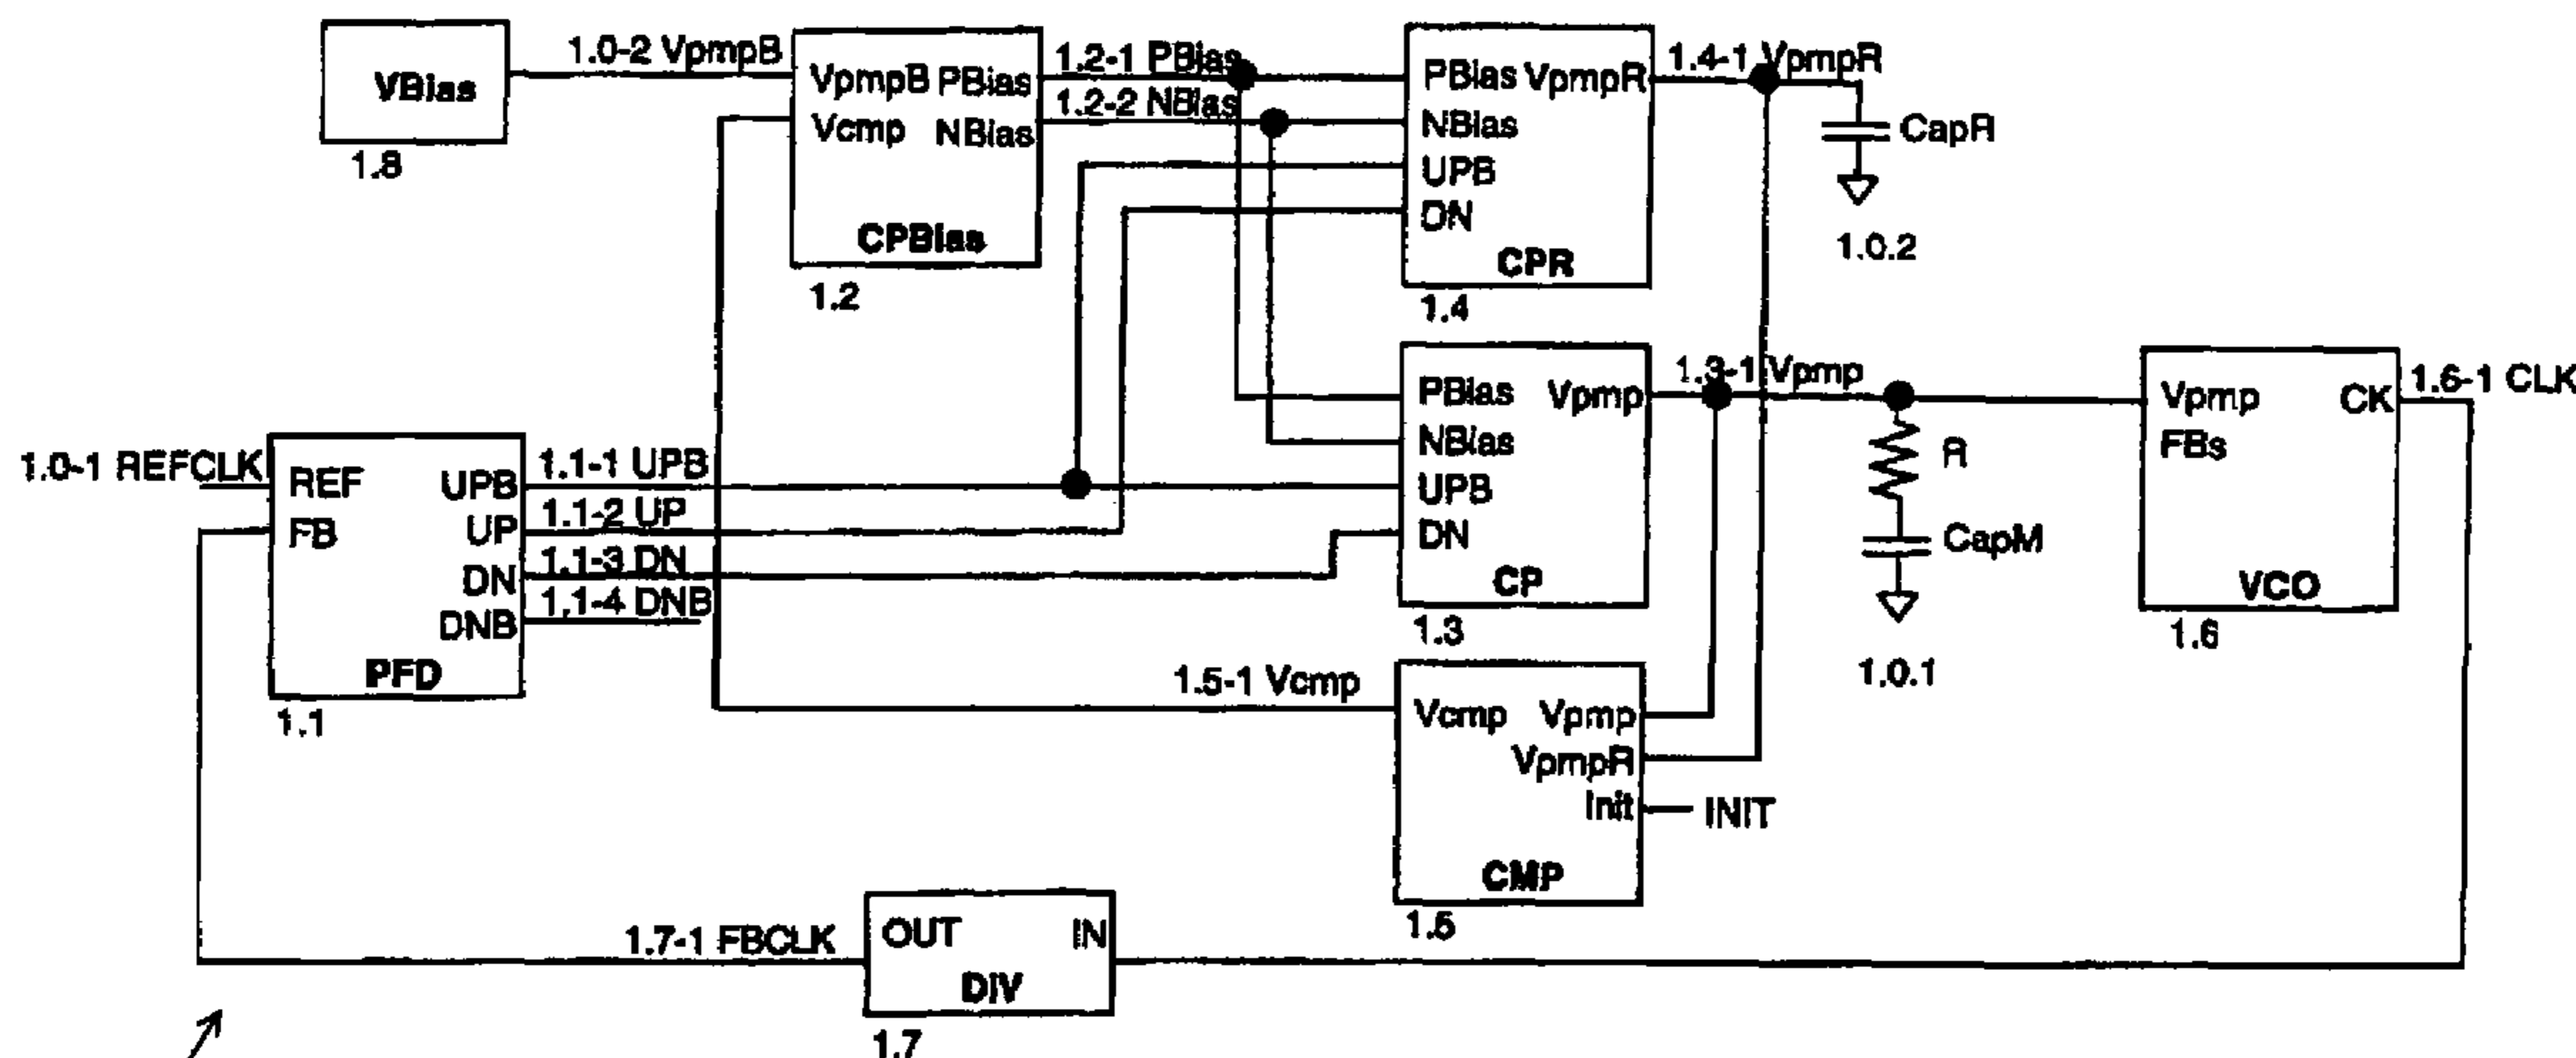 VBias
1.8
1.0-2 VpmpB
VpmpB PBias
Vcmp NBias
CPBias
1.2
1.2-1 PBias
1.2-2 NBias
PBias VpmpR
NBias
UPB
DN
CPR
1.4
1.4-1 VpmpR
CapR
1.0.2
1.0-1 REFCLK
REF UPB
FB UP
DN
DNB
PFD
1.1
1.1-1 UPB
1.1-2 UP
1.1-3 DN
1.1-4 DNB
PBias Vpmp
NBias
UPB
DN
CP
1.3
1.3-1 Vpmp
R
CapM
1.0.1
Vpmp CK
FBs
VCO
1.6
1.6-1 CLK
1.5-1 Vcmp
Vcmp Vpmp
VpmpR
Init INIT
CMP
1.5
1.7-1 FBCLK
OUT IN
DIV
1.7